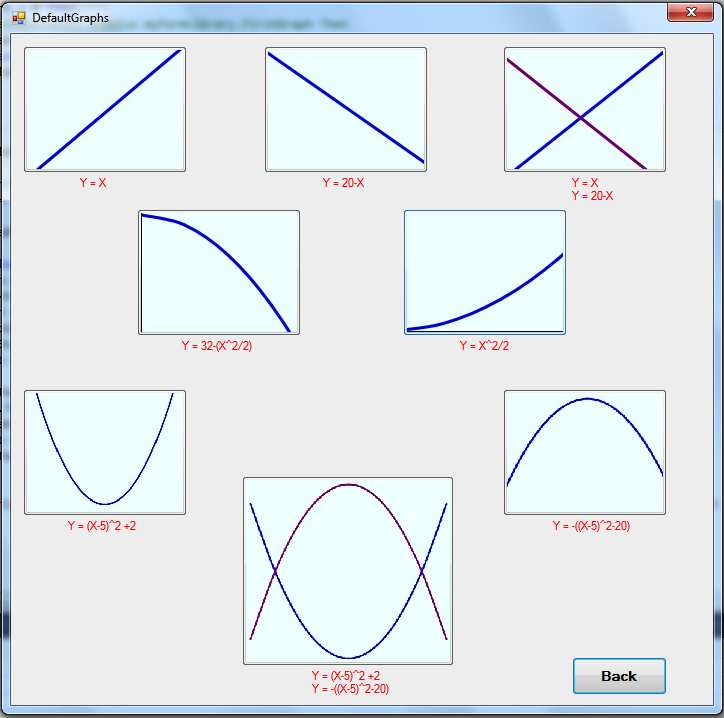 DefaultGraphs
Y = X
Y = 20-X
Y = X
Y = 20-X
Y = 32-(X^2/2)
Y = X^2/2
Y = (X-5)^2 +2
Y = -((X-5)^2-20)
Y = (X-5)^2 +2
Y = -((X-5)^2-20)
Back